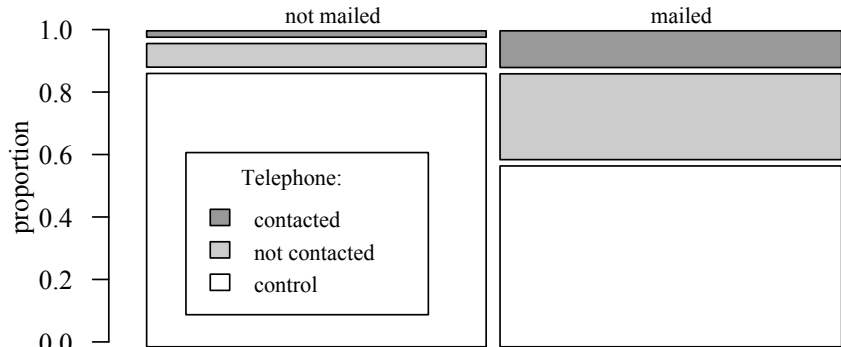 not mailed
mailed
1.0
0.8
0.6
0.4
0.2
0.0
proportion
Telephone:
contacted
not contacted
control